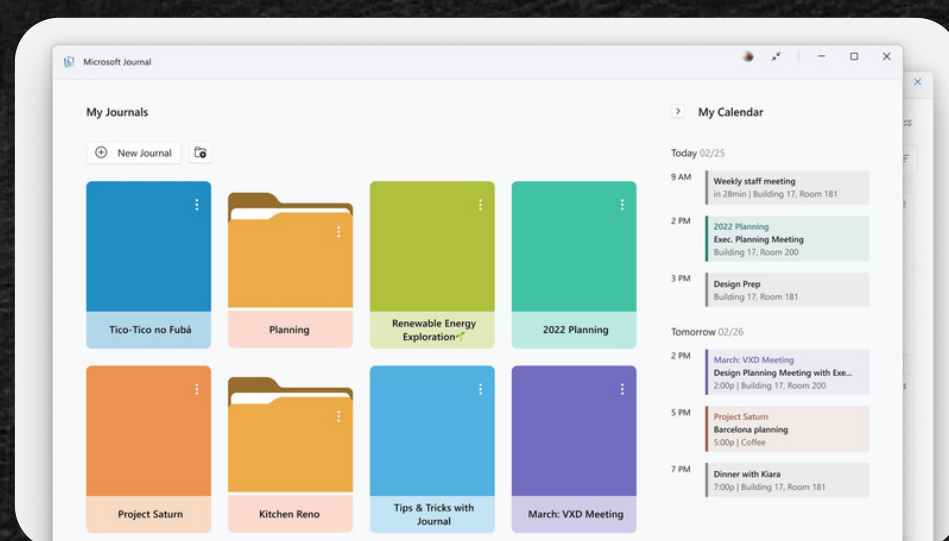 Microsoft Journal
My Journals
New Journal
Tico-Tico no Fubá
Planning
Renewable Energy
Exploration
2022 Planning
Project Saturn
Kitchen Reno
Tips & Tricks with
Journal
March: VXD Meeting
My Calendar
Today 02/25
9 AM
Weekly staff meeting
in 28min | Building 17, Room 181
2 PM
2022 Planning
Exec. Planning Meeting
Building 17, Room 200
3 PM
Design Prep
Building 17, Room 181
Tomorrow 02/26
2 PM
March: VXD Meeting
Design Planning Meeting with Exe...
2:00p | Building 17, Room 200
5 PM
Project Saturn
Barcelona planning
5:00p | Coffee
7 PM
Dinner with Kiara
7:00p | Building 17, Room 181